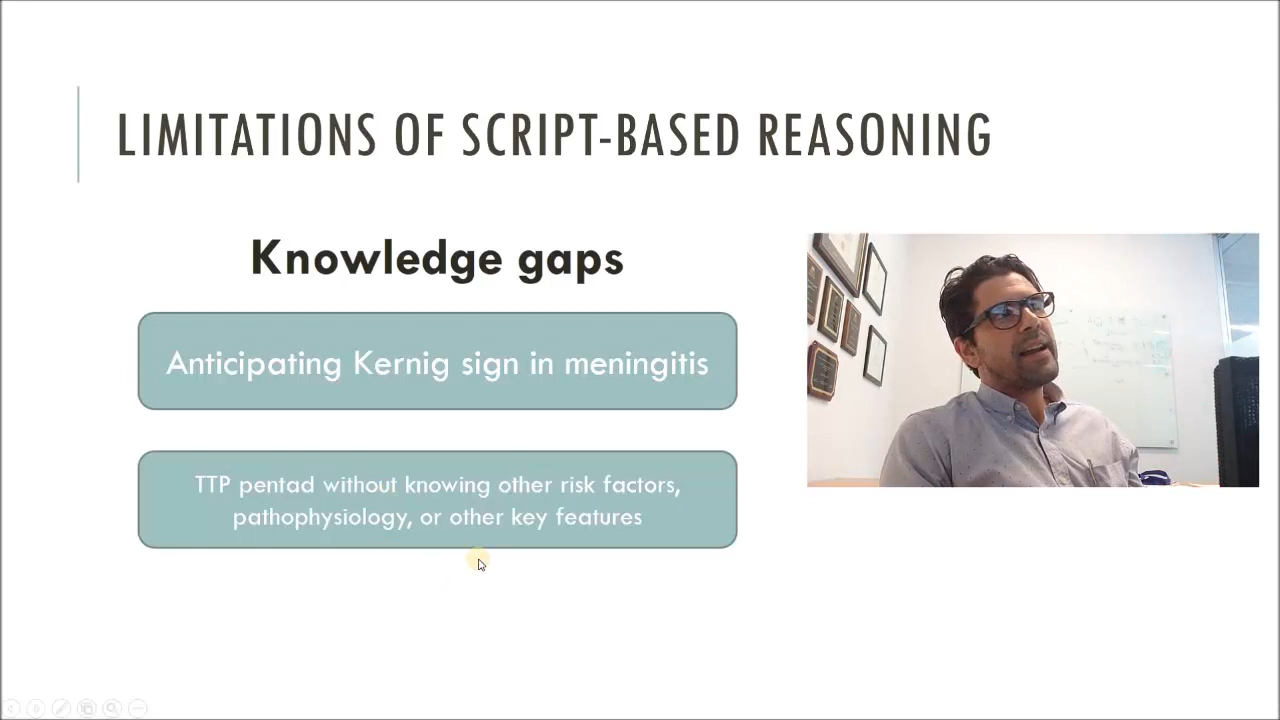 LIMITATIONS OF SCRIPT-BASED REASONING
Knowledge gaps
Anticipating Kernig sign in meningitis
TTP pentad without knowing other risk factors,
pathophysiology, or other key features